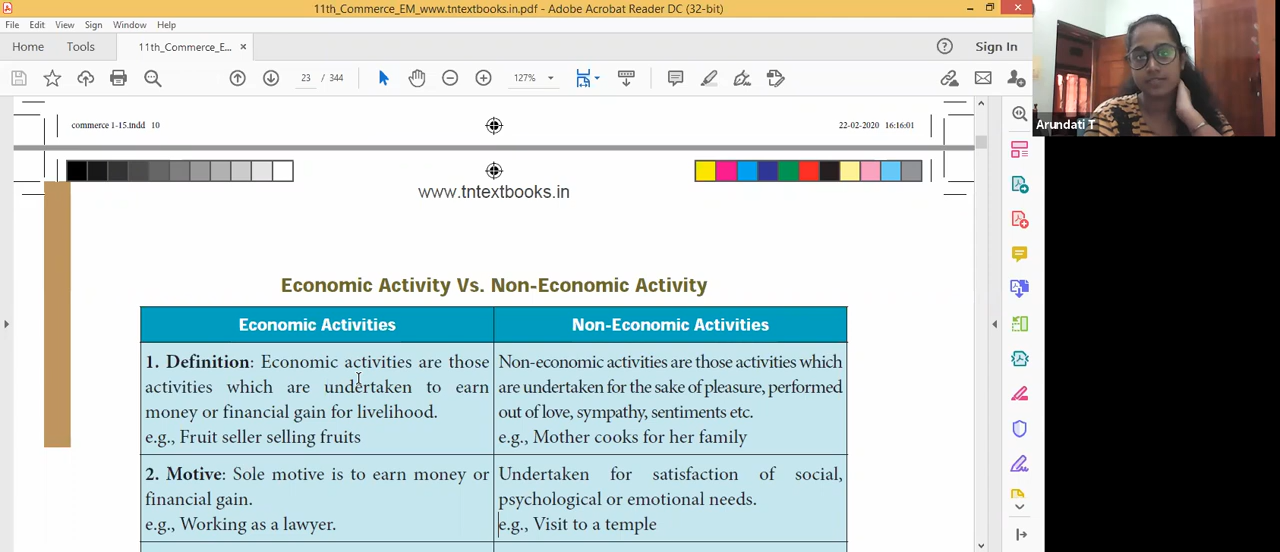 11th_Commerce_EM_www.tntextbooks.in.pdf - Adobe Acrobat Reader DC (32-bit)
File Edit View Sign Window Help
Home Tools 11th_Commerce_E... × Sign In
23 / 344 127%
Arundati T
commerce 1-15.indd 10 22-02-2020 16:16:01
www.tntextbooks.in
Economic Activity Vs. Non-Economic Activity
Economic Activities Non-Economic Activities
1. Definition: Economic activities are those
activities which are undertaken to earn
money or financial gain for livelihood.
e.g., Fruit seller selling fruits
Non-economic activities are those activities which
are undertaken for the sake of pleasure, performed
out of love, sympathy, sentiments etc.
e.g., Mother cooks for her family
2. Motive: Sole motive is to earn money or
financial gain.
e.g., Working as a lawyer.
Undertaken for satisfaction of social,
psychological or emotional needs.
e.g., Visit to a temple